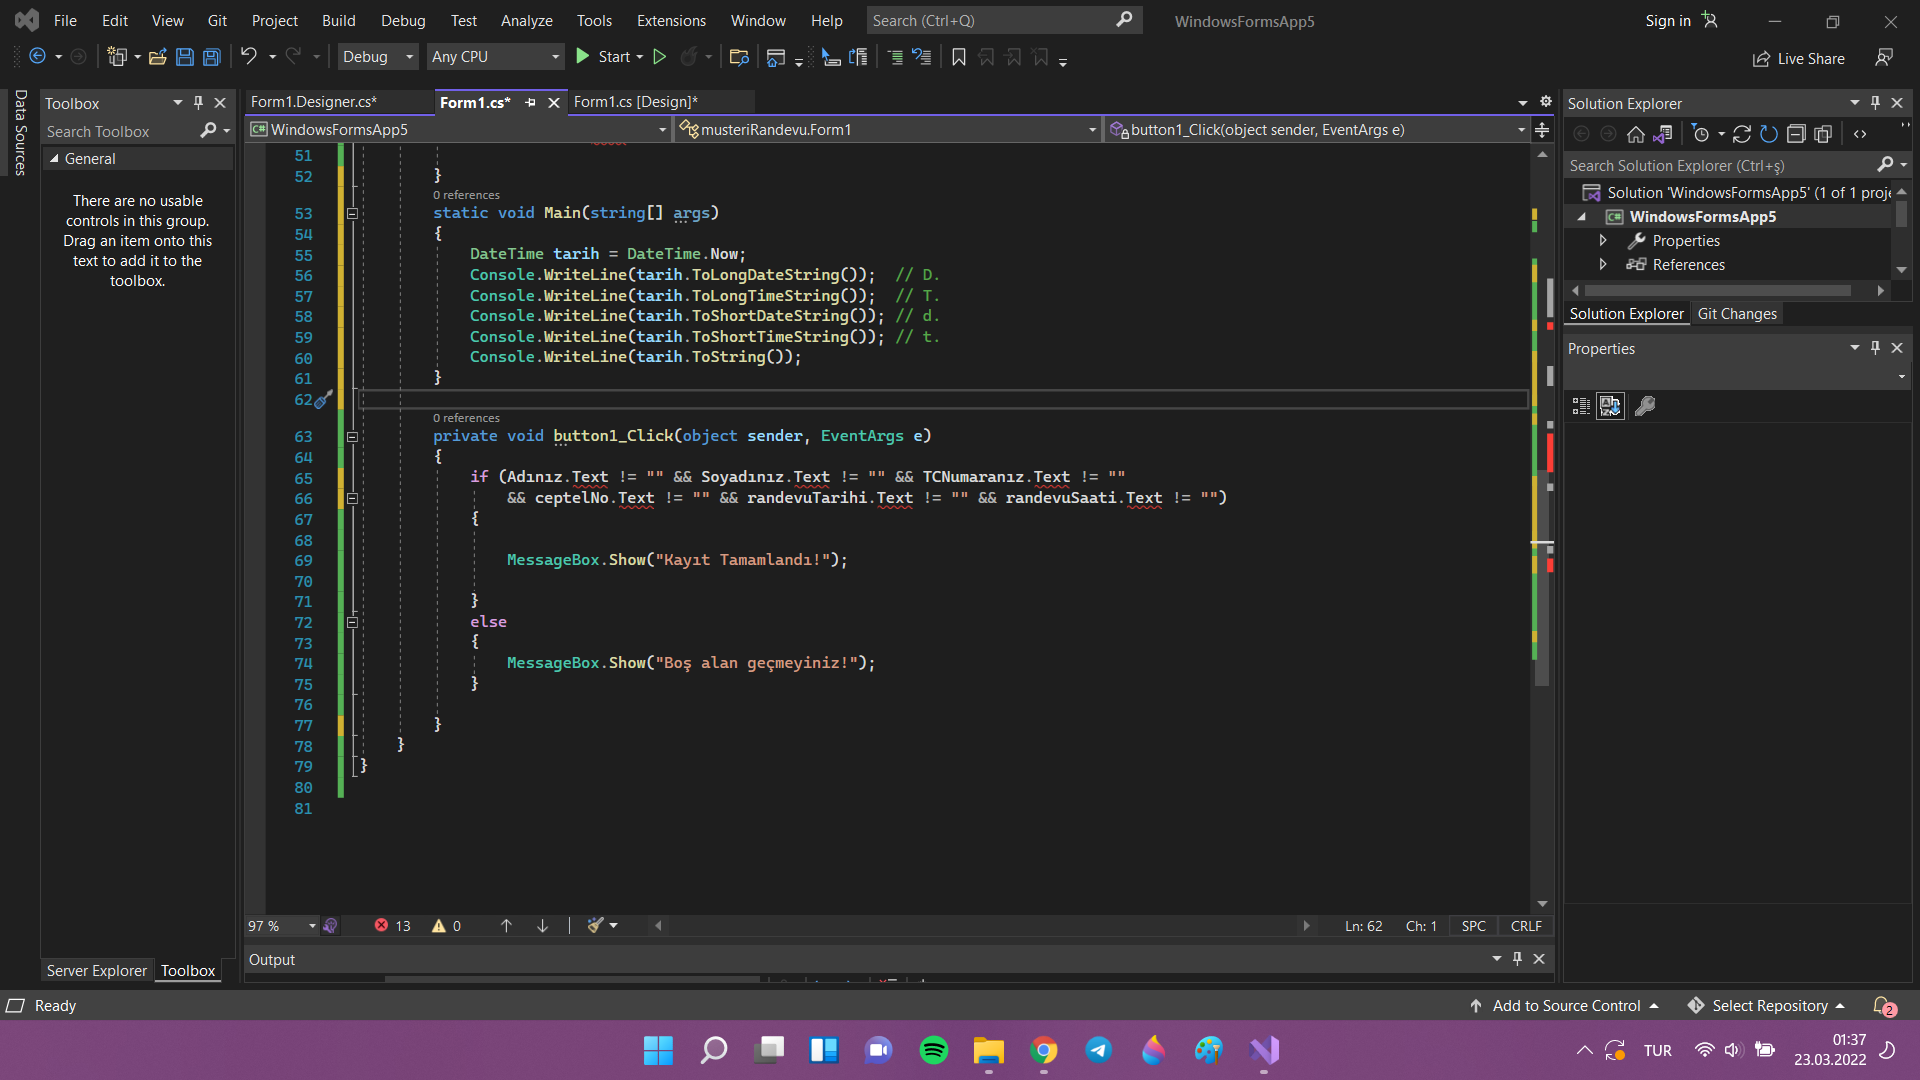 File Edit View Git Project Build Debug Test Analyze Tools Extensions Window Help Search (Ctrl+Q) WindowsFormsApp5 Sign in
Debug Any CPU Start Live Share
Data Sources
Toolbox
Search Toolbox
General
There are no usable
controls in this group.
Drag an item onto this
text to add it to the
toolbox.
Server Explorer Toolbox
Form1.Designer.cs* Form1.cs* Form1.cs [Design]*
C# WindowsFormsApp5 musteriRandevu.Form1 button1_Click(object sender, EventArgs e)
51
52 }
0 references
53 static void Main(string[] args)
54 {
55 DateTime tarih = DateTime.Now;
56 Console.WriteLine(tarih.ToLongDateString()); // D.
57 Console.WriteLine(tarih.ToLongTimeString()); // T.
58 Console.WriteLine(tarih.ToShortDateString()); // d.
59 Console.WriteLine(tarih.ToShortTimeString()); // t.
60 Console.WriteLine(tarih.ToString());
61 }
62
0 references
63 private void button1_Click(object sender, EventArgs e)
64 {
65 if (Adınız.Text != "" && Soyadınız.Text != "" && TCNumaranız.Text != ""
66 && ceptelNo.Text != "" && randevuTarihi.Text != "" && randevuSaati.Text != "")
67 {
68
69 MessageBox.Show("Kayıt Tamamlandı!");
70
71 }
72 else
73 {
74 MessageBox.Show("Boş alan geçmeyiniz!");
75 }
76
77 }
78 }
79 }
80
81
97 % 13 0 Ln: 62 Ch: 1 SPC CRLF
Output
Solution Explorer
Search Solution Explorer (Ctrl+ş)
Solution 'WindowsFormsApp5' (1 of 1 proje
C# WindowsFormsApp5
Properties
References
Solution Explorer Git Changes
Properties
Ready Add to Source Control Select Repository 2
TUR 01:37
23.03.2022